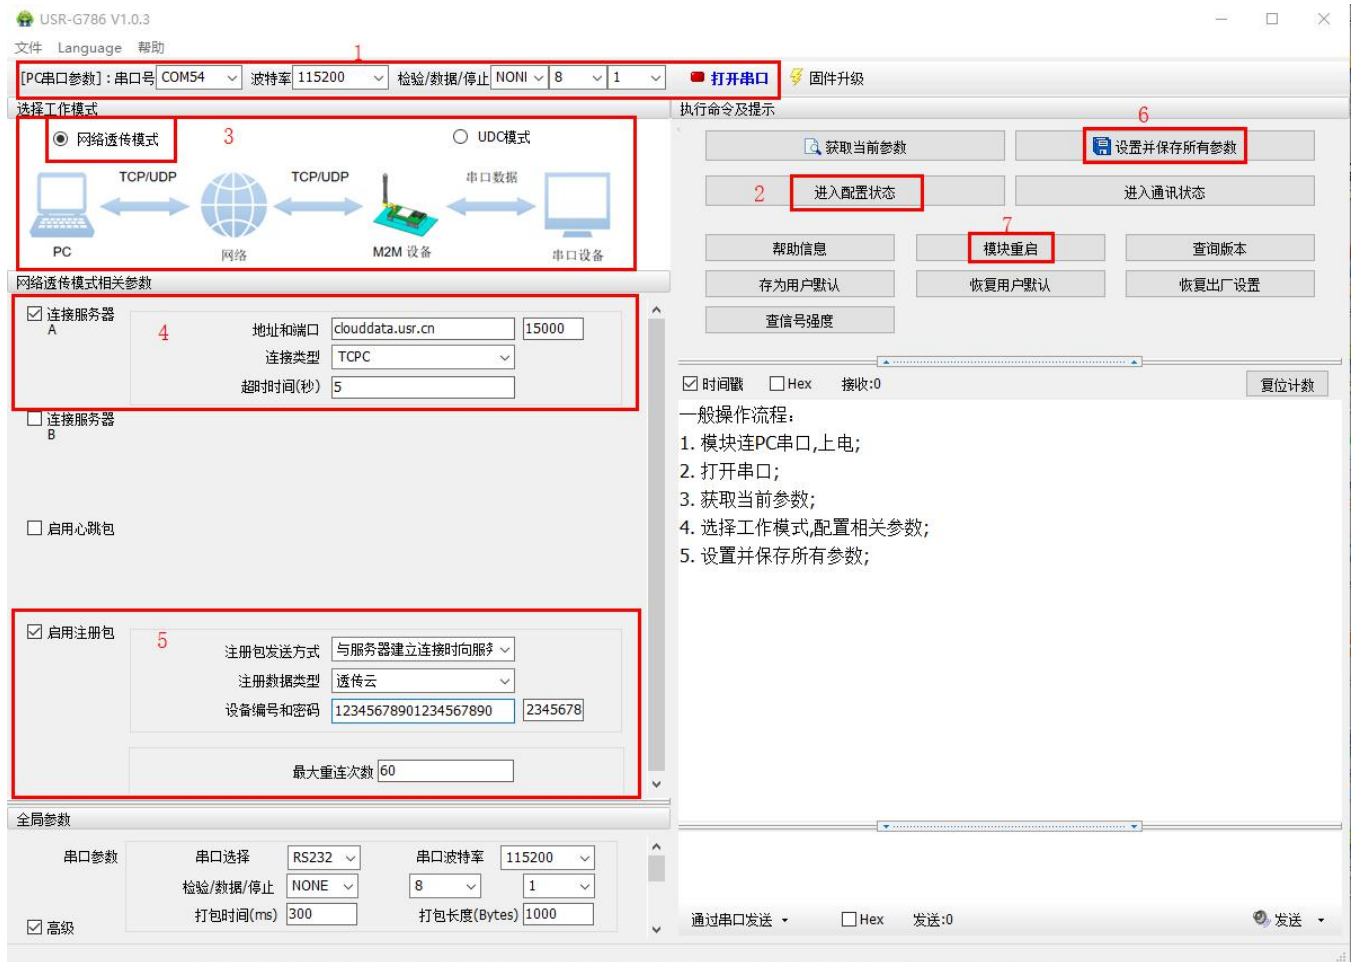 USR-G786 V1.0.3
文件 Language 帮助
1
[PC串口参数]：串口号 COM54 波特率 115200 检验/数据/停止 NONI 8 1 打开串口 固件升级
选择工作模式
网络透传模式 3 UDC模式
TCP/UDP TCP/UDP 串口数据
PC 网络 M2M 设备 串口设备
网络透传模式相关参数
连接服务器
A
4
地址和端口 clouddata.usr.cn 15000
连接类型 TCPC
超时时间(秒) 5
连接服务器
B
启用心跳包
启用注册包
5
注册包发送方式 与服务器建立连接时向服务
注册数据类型 透传云
设备编号和密码 12345678901234567890 2345678
最大重连次数 60
全局参数
串口参数 串口选择 RS232 串口波特率 115200
检验/数据/停止 NONE 8 1
打包时间(ms) 300 打包长度(Bytes) 1000
高级
执行命令及提示
6
获取当前参数 设置并保存所有参数
2 进入配置状态 进入通讯状态
7
帮助信息 模块重启 查询版本
存为用户默认 恢复用户默认 恢复出厂设置
查信号强度
时间戳 Hex 接收:0 复位计数
一般操作流程：
1. 模块连PC串口,上电;
2. 打开串口;
3. 获取当前参数;
4. 选择工作模式,配置相关参数;
5. 设置并保存所有参数;
通过串口发送 Hex 发送:0 发送